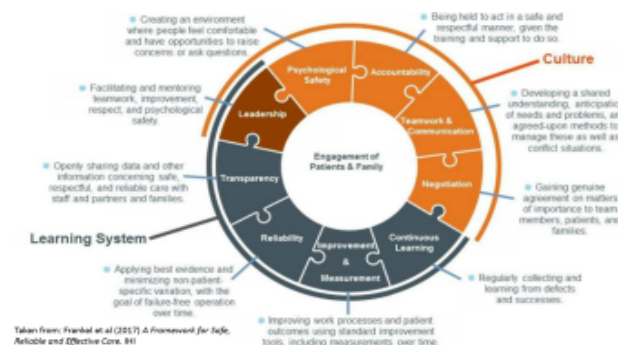 Creating an environment
where people feel comfortable
and have opportunities to raise
concerns or ask questions.
Being held to act in a safe and
respectful manner, given the
training and support to do so.
Culture
Psychological
Safety
Accountability
Facilitating and mentoring
teamwork, improvement,
respect, and psychological
safety.
Leadership
Teamwork &
Communication
Developing a shared
understanding, anticipation
of needs and problems, an
agreed-upon methods to
manage these as well as
conflict situations.
Engagement of
Patients & Family
Openly sharing data and other
information concerning safe,
respectful, and reliable care with
staff and partners and families.
Transparency
Negotiation
Gaining genuine
agreement on matters
of importance to team
members, patients, and
families.
Learning System
Reliability
Improvement
&
Measurement
Continuous
Learning
Applying best evidence and
minimizing non-patient-
specific variation, with the
goal of failure-free operation
over time.
Regularly collecting and
learning from defects
and successes.
Improving work processes and patient
outcomes using standard improvement
tools, including measurements over time.
Taken from: Frankel et al (2017) A Framework for Safe,
Reliable and Effective Care, IHI